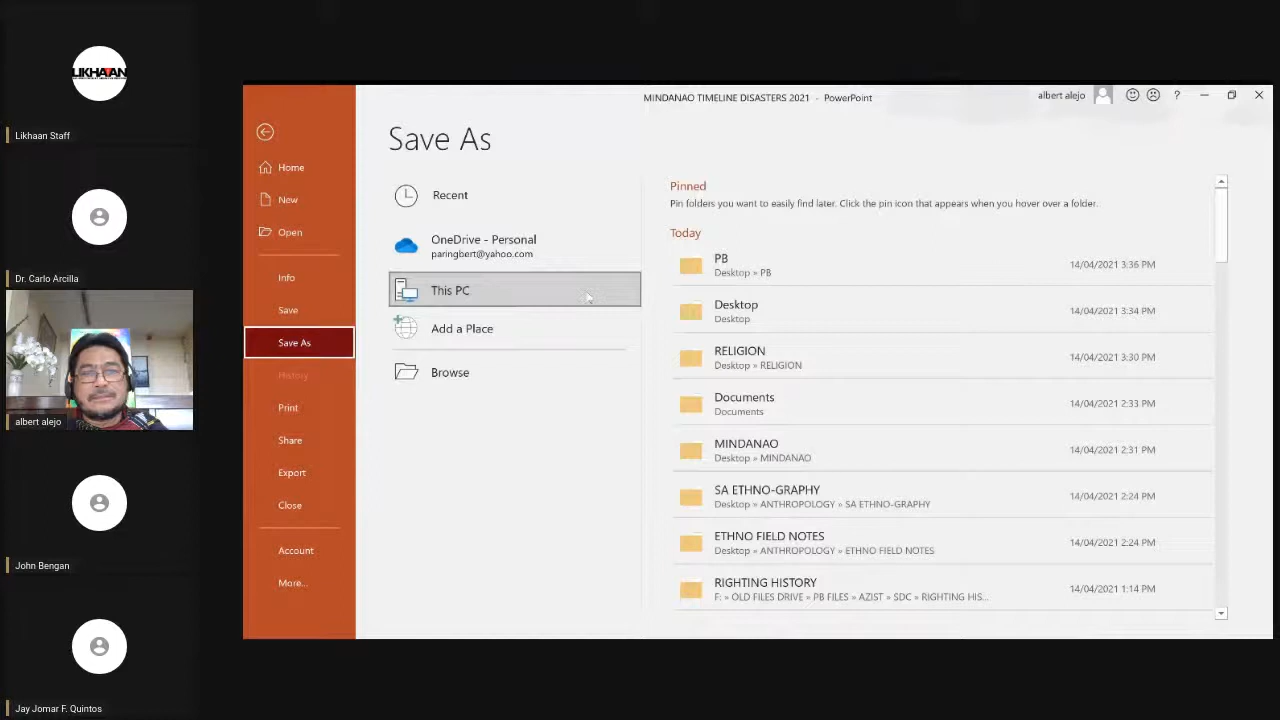 LIKHAAN
Likhaan Staff
Dr. Carlo Arcilla
albert alejo
John Bengan
Jay Jomar F. Quintos
MINDANAO TIMELINE DISASTERS 2021 - PowerPoint
albert alejo
?
Save As
Home
New
Open
Info
Save
Save As
History
Print
Share
Export
Close
Account
More...
Recent
OneDrive - Personal
paringbert@yahoo.com
This PC
Add a Place
Browse
Pinned
Pin folders you want to easily find later. Click the pin icon that appears when you hover over a folder.
Today
PB
Desktop » PB
14/04/2021 3:36 PM
Desktop
Desktop
14/04/2021 3:34 PM
RELIGION
Desktop » RELIGION
14/04/2021 3:30 PM
Documents
Documents
14/04/2021 2:33 PM
MINDANAO
Desktop » MINDANAO
14/04/2021 2:31 PM
SA ETHNO-GRAPHY
Desktop » ANTHROPOLOGY » SA ETHNO-GRAPHY
14/04/2021 2:24 PM
ETHNO FIELD NOTES
Desktop » ANTHROPOLOGY » ETHNO FIELD NOTES
14/04/2021 2:24 PM
RIGHTING HISTORY
F: » OLD FILES DRIVE » PB FILES » AZIST » SDC » RIGHTING HIS...
14/04/2021 1:14 PM